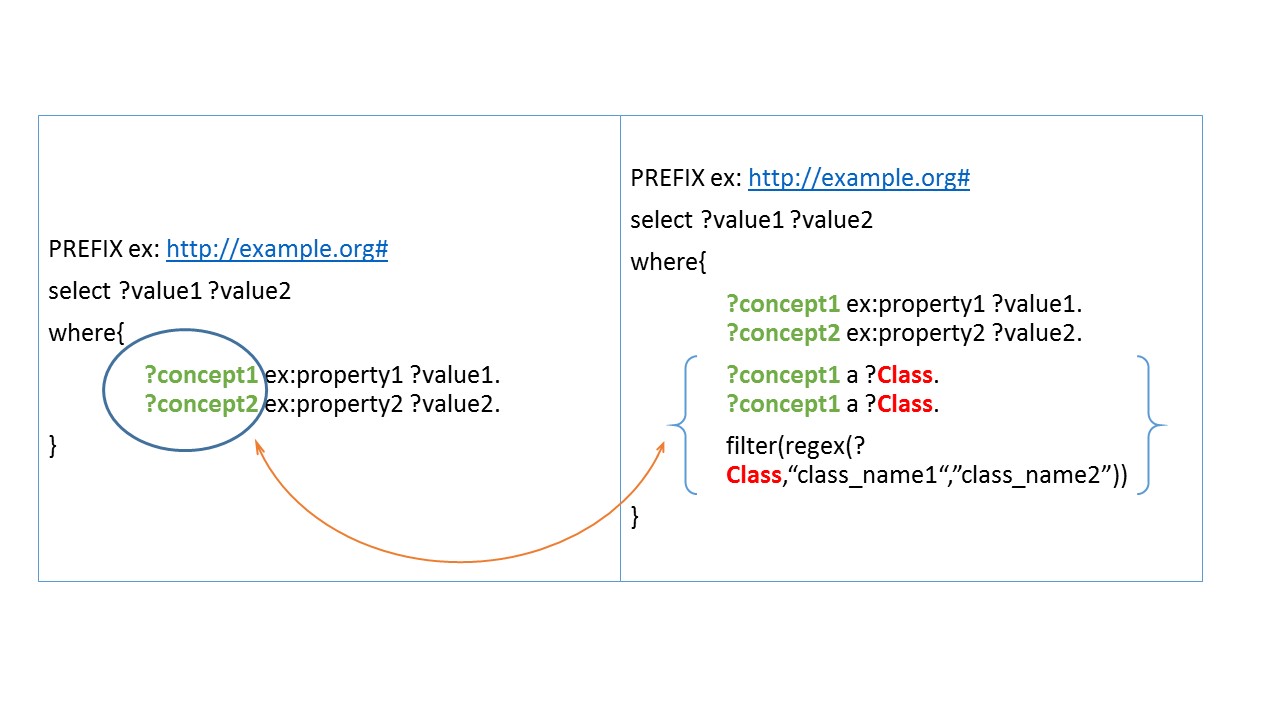 PREFIX ex: http://example.org#
select ?value1 ?value2
where{
?concept1 ex:property1 ?value1.
?concept2 ex:property2 ?value2.
}
PREFIX ex: http://example.org#
select ?value1 ?value2
where{
?concept1 ex:property1 ?value1.
?concept2 ex:property2 ?value2.
?concept1 a ?Class.
?concept1 a ?Class.
filter(regex(?
Class,“class_name1“,”class_name2”))
}